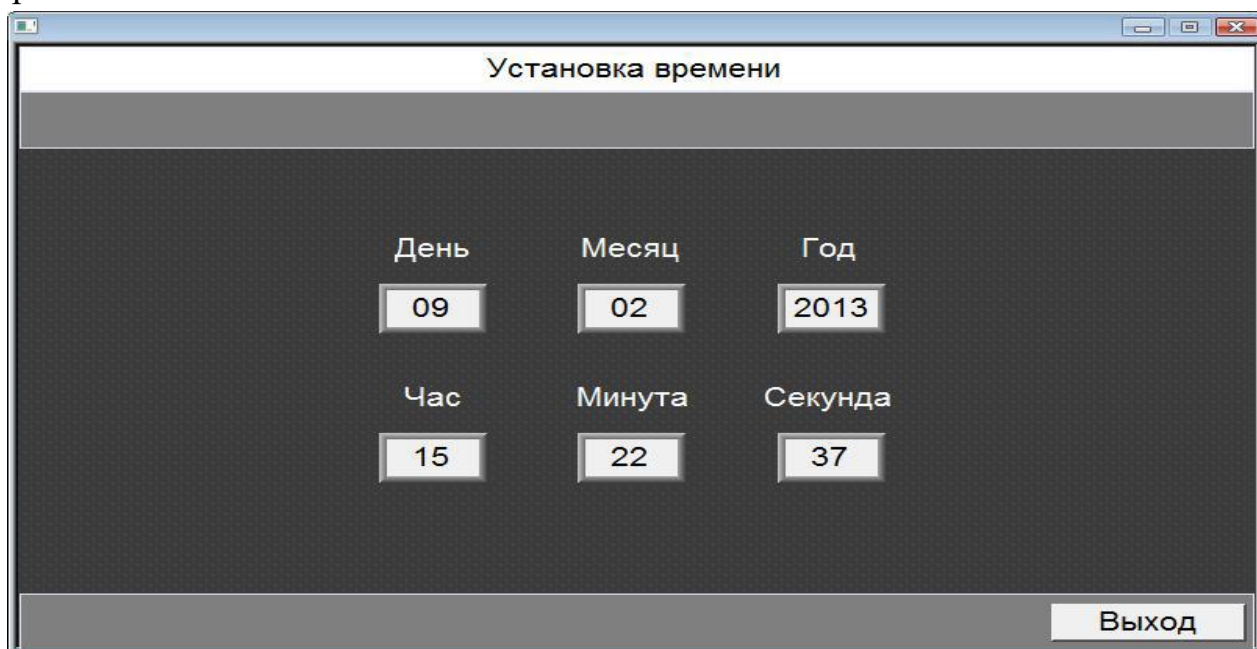 Установка времени
День Месяц Год
09 02 2013
Час Минута Секунда
15 22 37
Выход